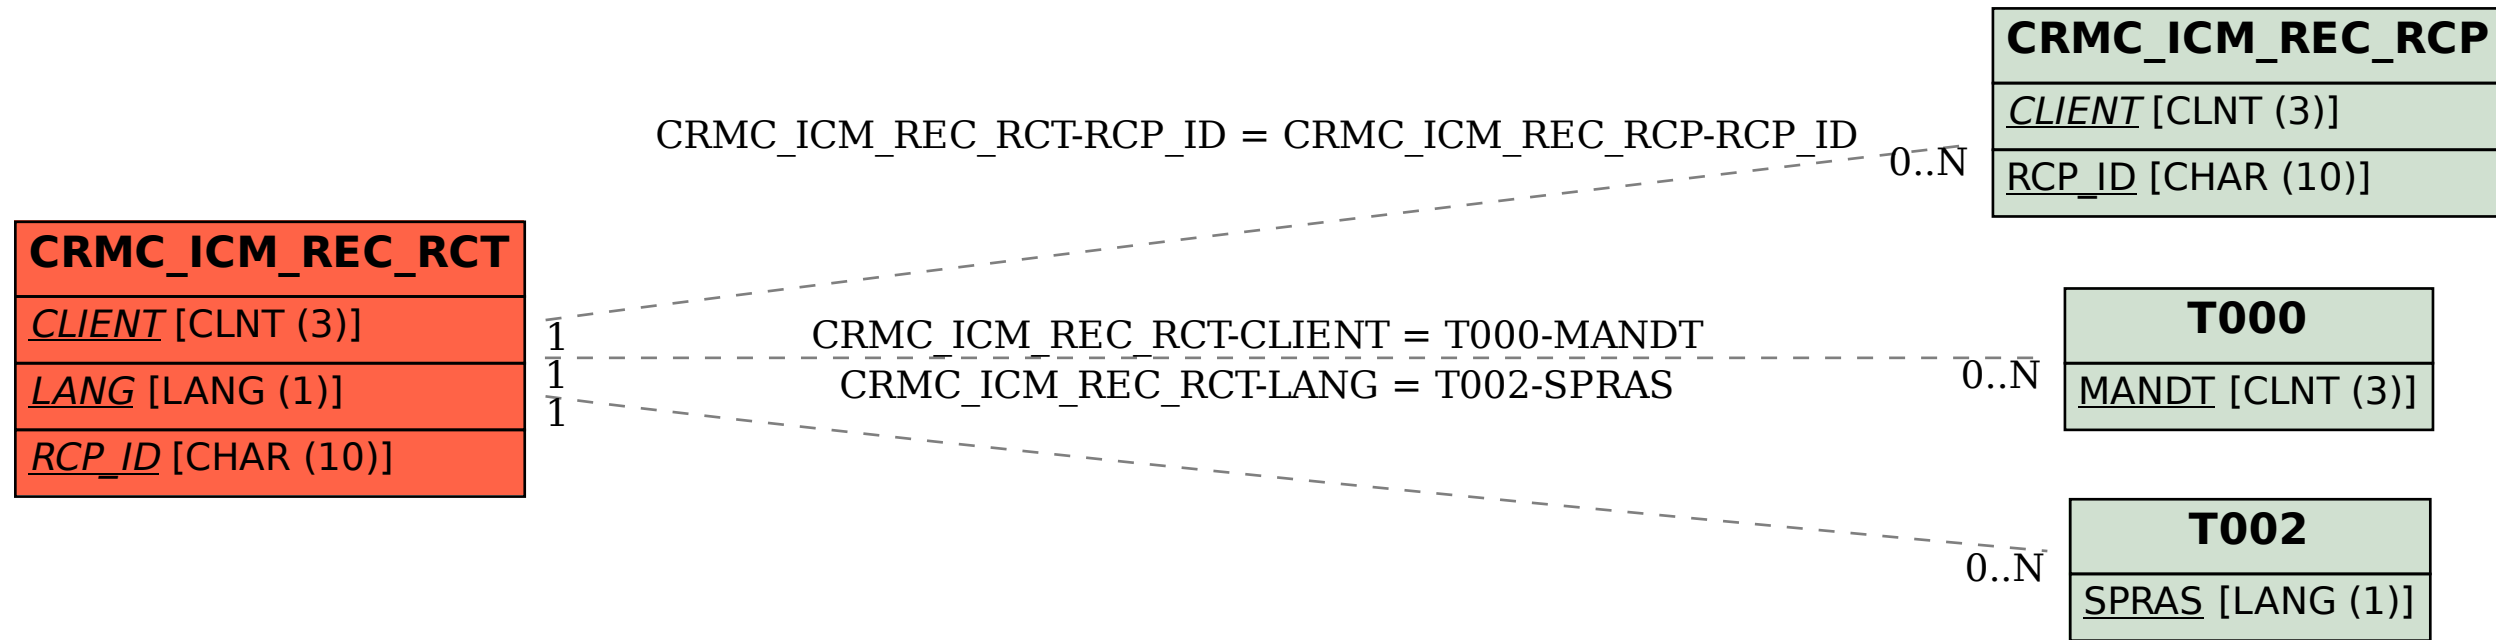 CRMC_ICM_REC_RCP
CLIENT [CLNT (3)]
RCP_ID [CHAR (10)]
CRMC_ICM_REC_RCT-RCP_ID = CRMC_ICM_REC_RCP-RCP_ID
0..N
1
CRMC_ICM_REC_RCT
CLIENT [CLNT (3)]
LANG [LANG (1)]
RCP_ID [CHAR (10)]
CRMC_ICM_REC_RCT-CLIENT = T000-MANDT
1
0..N
T000
MANDT [CLNT (3)]
CRMC_ICM_REC_RCT-LANG = T002-SPRAS
1
0..N
T002
SPRAS [LANG (1)]